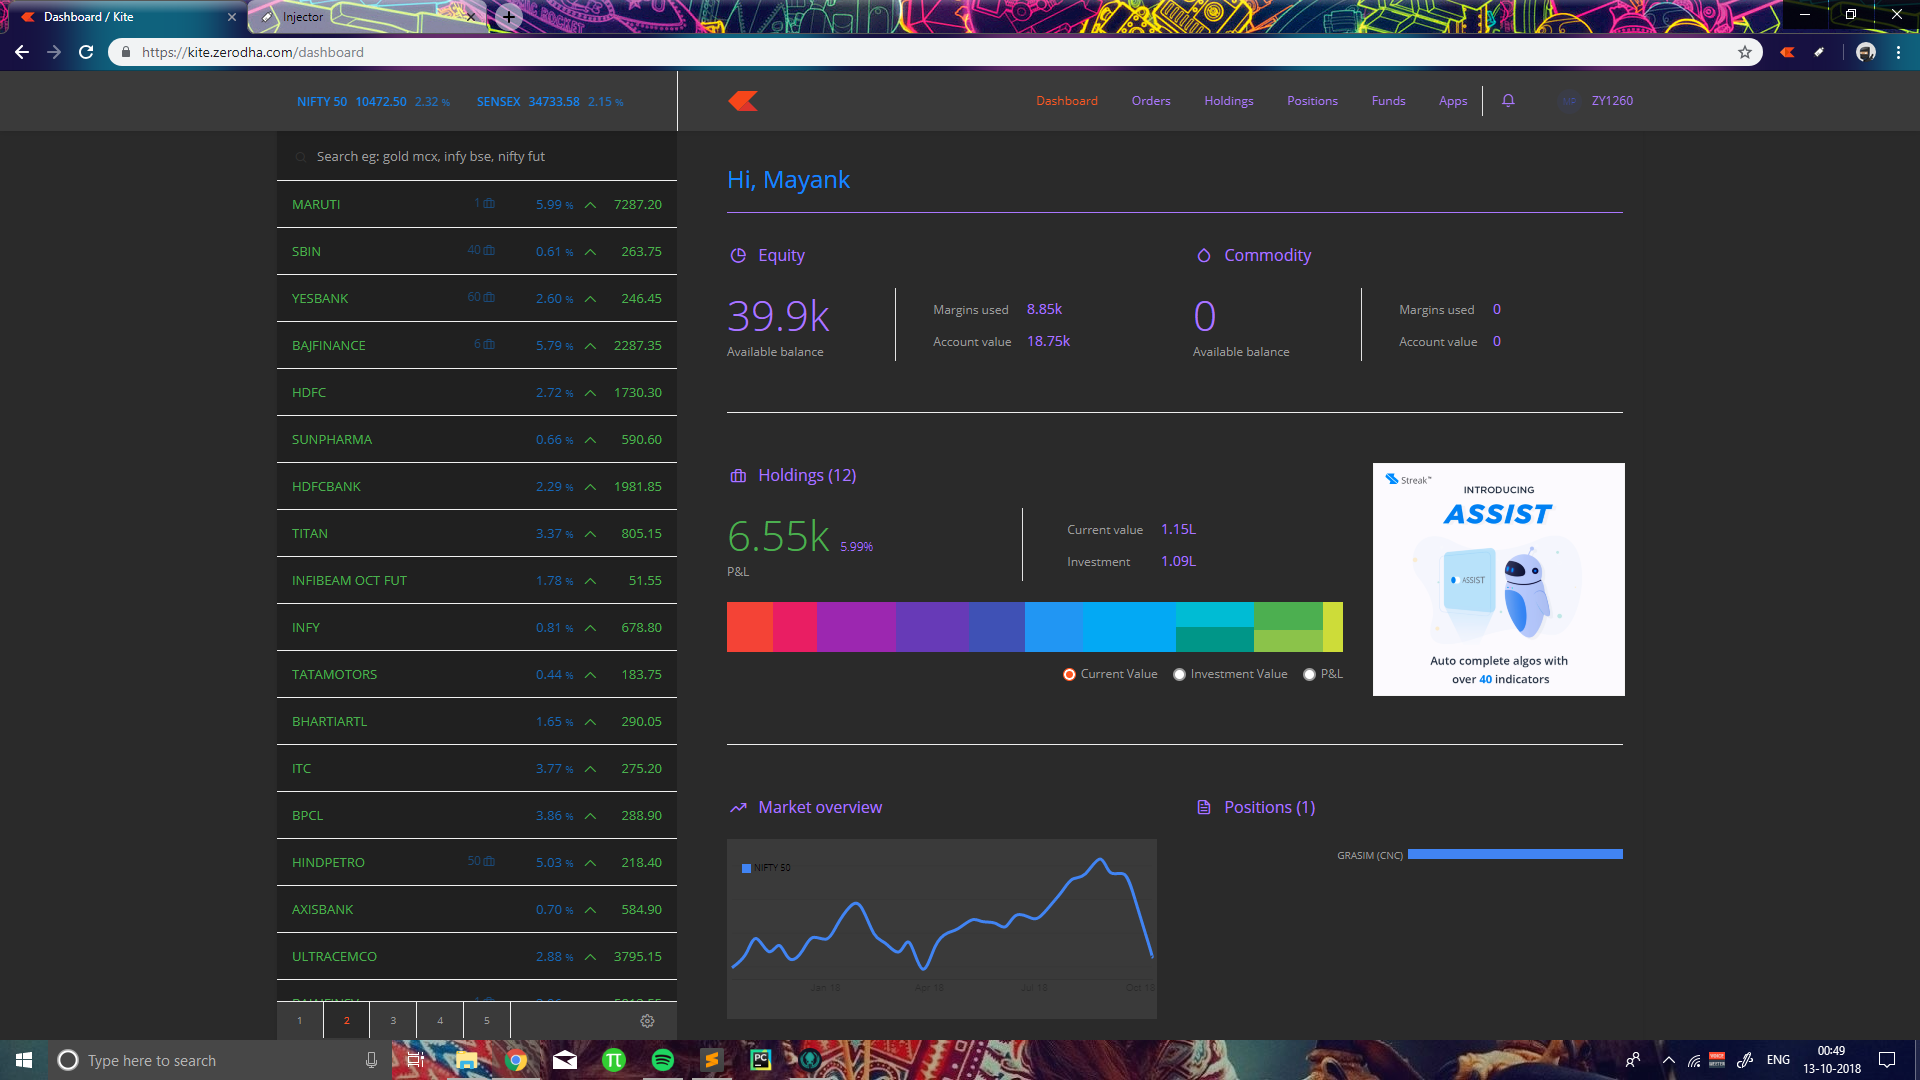 Dashboard / Kite
Injector
https://kite.zerodha.com/dashboard
NIFTY 50 10472.50 2.32 % SENSEX 34733.58 2.15 %
Dashboard Orders Holdings Positions Funds Apps ZY1260
Search eg: gold mcx, infy bse, nifty fut
MARUTI 1 5.99 % 7287.20
SBIN 40 0.61 % 263.75
YESBANK 60 2.60 % 246.45
BAJFINANCE 6 5.79 % 2287.35
HDFC 2.72 % 1730.30
SUNPHARMA 0.66 % 590.60
HDFCBANK 2.29 % 1981.85
TITAN 3.37 % 805.15
INFIBEAM OCT FUT 1.78 % 51.55
INFY 0.81 % 678.80
TATAMOTORS 0.44 % 183.75
BHARTIARTL 1.65 % 290.05
ITC 3.77 % 275.20
BPCL 3.86 % 288.90
HINDPETRO 50 5.03 % 218.40
AXISBANK 0.70 % 584.90
ULTRACEMCO 2.88 % 3795.15
1 2 3 4 5
Hi, Mayank
Equity
39.9k
Available balance
Margins used 8.85k
Account value 18.75k
Commodity
0
Available balance
Margins used 0
Account value 0
Holdings (12)
6.55k 5.99%
P&L
Current value 1.15L
Investment 1.09L
Current Value Investment Value P&L
Streak™
INTRODUCING
ASSIST
ASSIST
Auto complete algos with
over 40 indicators
Market overview
NIFTY 50
Jan 18 Apr 18 Jul 18 Oct 18
Positions (1)
GRASIM (CNC)
Type here to search
ENG
00:49
13-10-2018